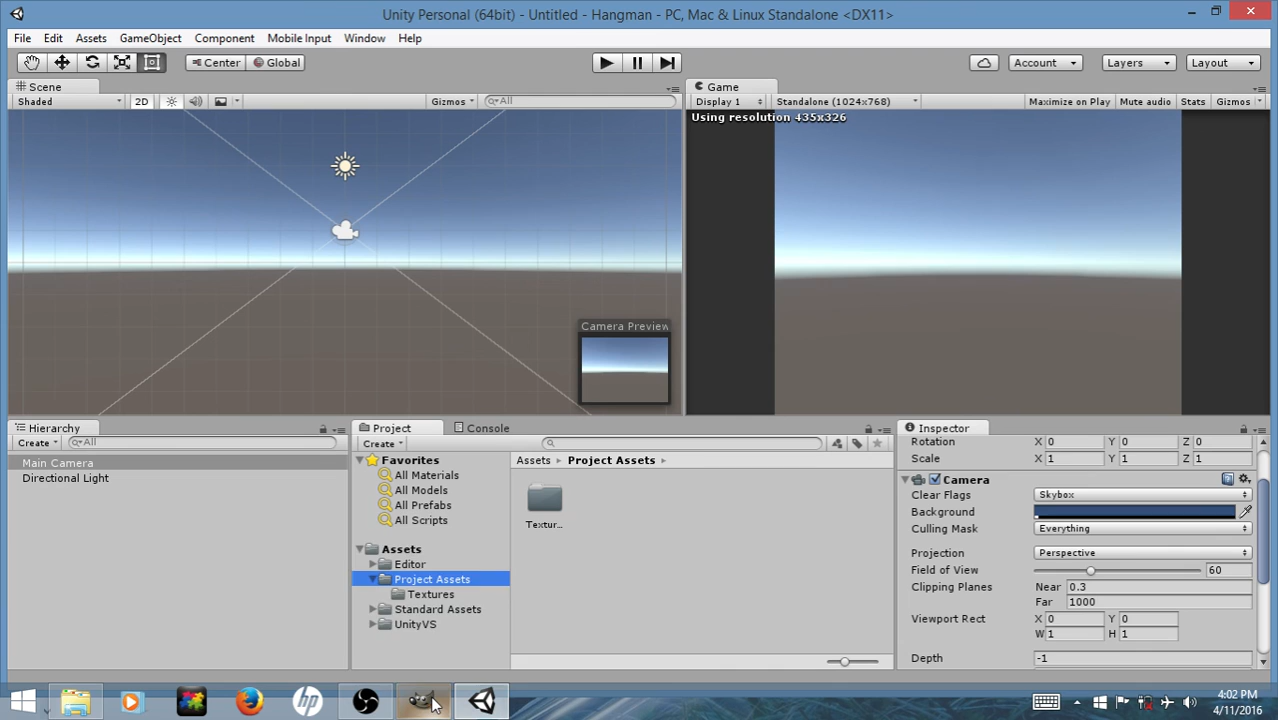 Unity Personal (64bit) - Untitled - Hangman - PC, Mac & Linux Standalone <DX11>
File Edit Assets GameObject Component Mobile Input Window Help
Center Global Account Layers Layout
Scene
Shaded 2D Gizmos All
Game
Display 1 Standalone (1024x768) Maximize on Play Mute audio Stats Gizmos
Using resolution 435x326
Camera Preview
Hierarchy
Create All
Main Camera
Directional Light
Project Console
Create
Favorites
All Materials
All Models
All Prefabs
All Scripts
Assets
Editor
Project Assets
Textures
Standard Assets
UnityVS
Assets Project Assets
Textur...
Inspector
Rotation X 0 Y 0 Z 0
Scale X 1 Y 1 Z 1
Camera
Clear Flags Skybox
Background
Culling Mask Everything
Projection Perspective
Field of View 60
Clipping Planes Near 0.3
Far 1000
Viewport Rect X 0 Y 0
W 1 H 1
Depth -1
hp
4:02 PM
4/11/2016